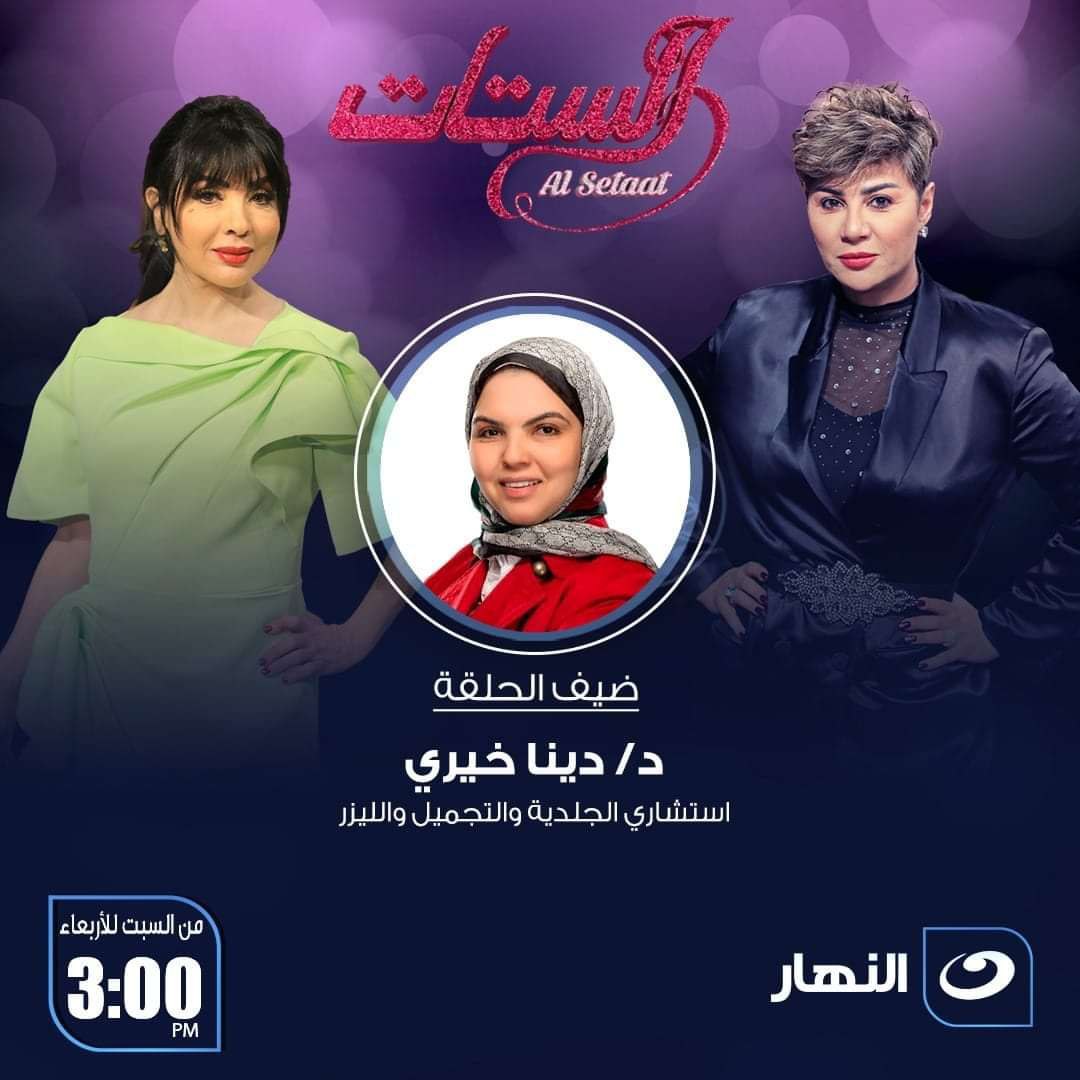 الستات
Al Setaat
ضيف الحلقة
د/ دينا خيري
استشاري الجلدية والتجميل والليزر
من السبت للأربعاء
3:00
PM
النهار